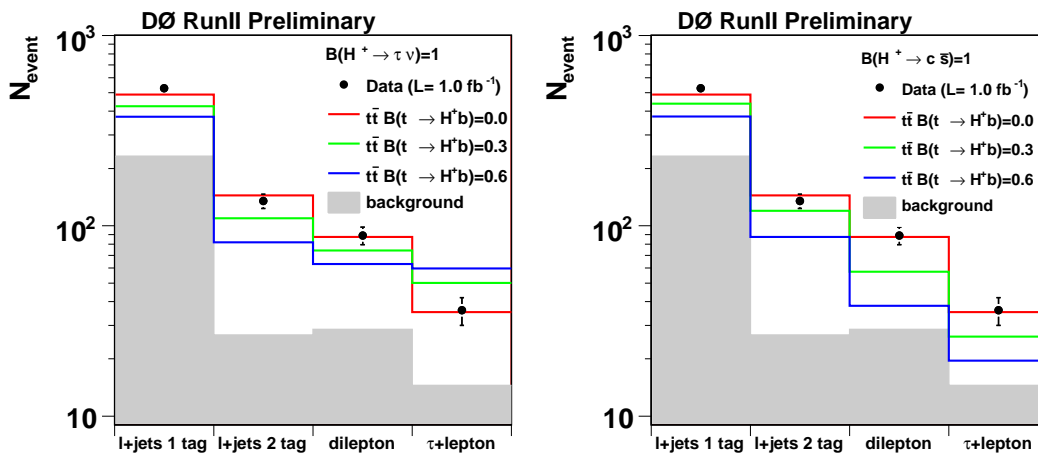 DØ RunII Preliminary
N_event
10³
10²
10
B(H⁺ → τ ν)=1
Data (L= 1.0 fb⁻¹)
tt̄ B(t → H⁺b)=0.0
tt̄ B(t → H⁺b)=0.3
tt̄ B(t → H⁺b)=0.6
background
l+jets 1 tag l+jets 2 tag dilepton τ+lepton
DØ RunII Preliminary
N_event
10³
10²
10
B(H⁺ → c s̄)=1
Data (L= 1.0 fb⁻¹)
tt̄ B(t → H⁺b)=0.0
tt̄ B(t → H⁺b)=0.3
tt̄ B(t → H⁺b)=0.6
background
l+jets 1 tag l+jets 2 tag dilepton τ+lepton